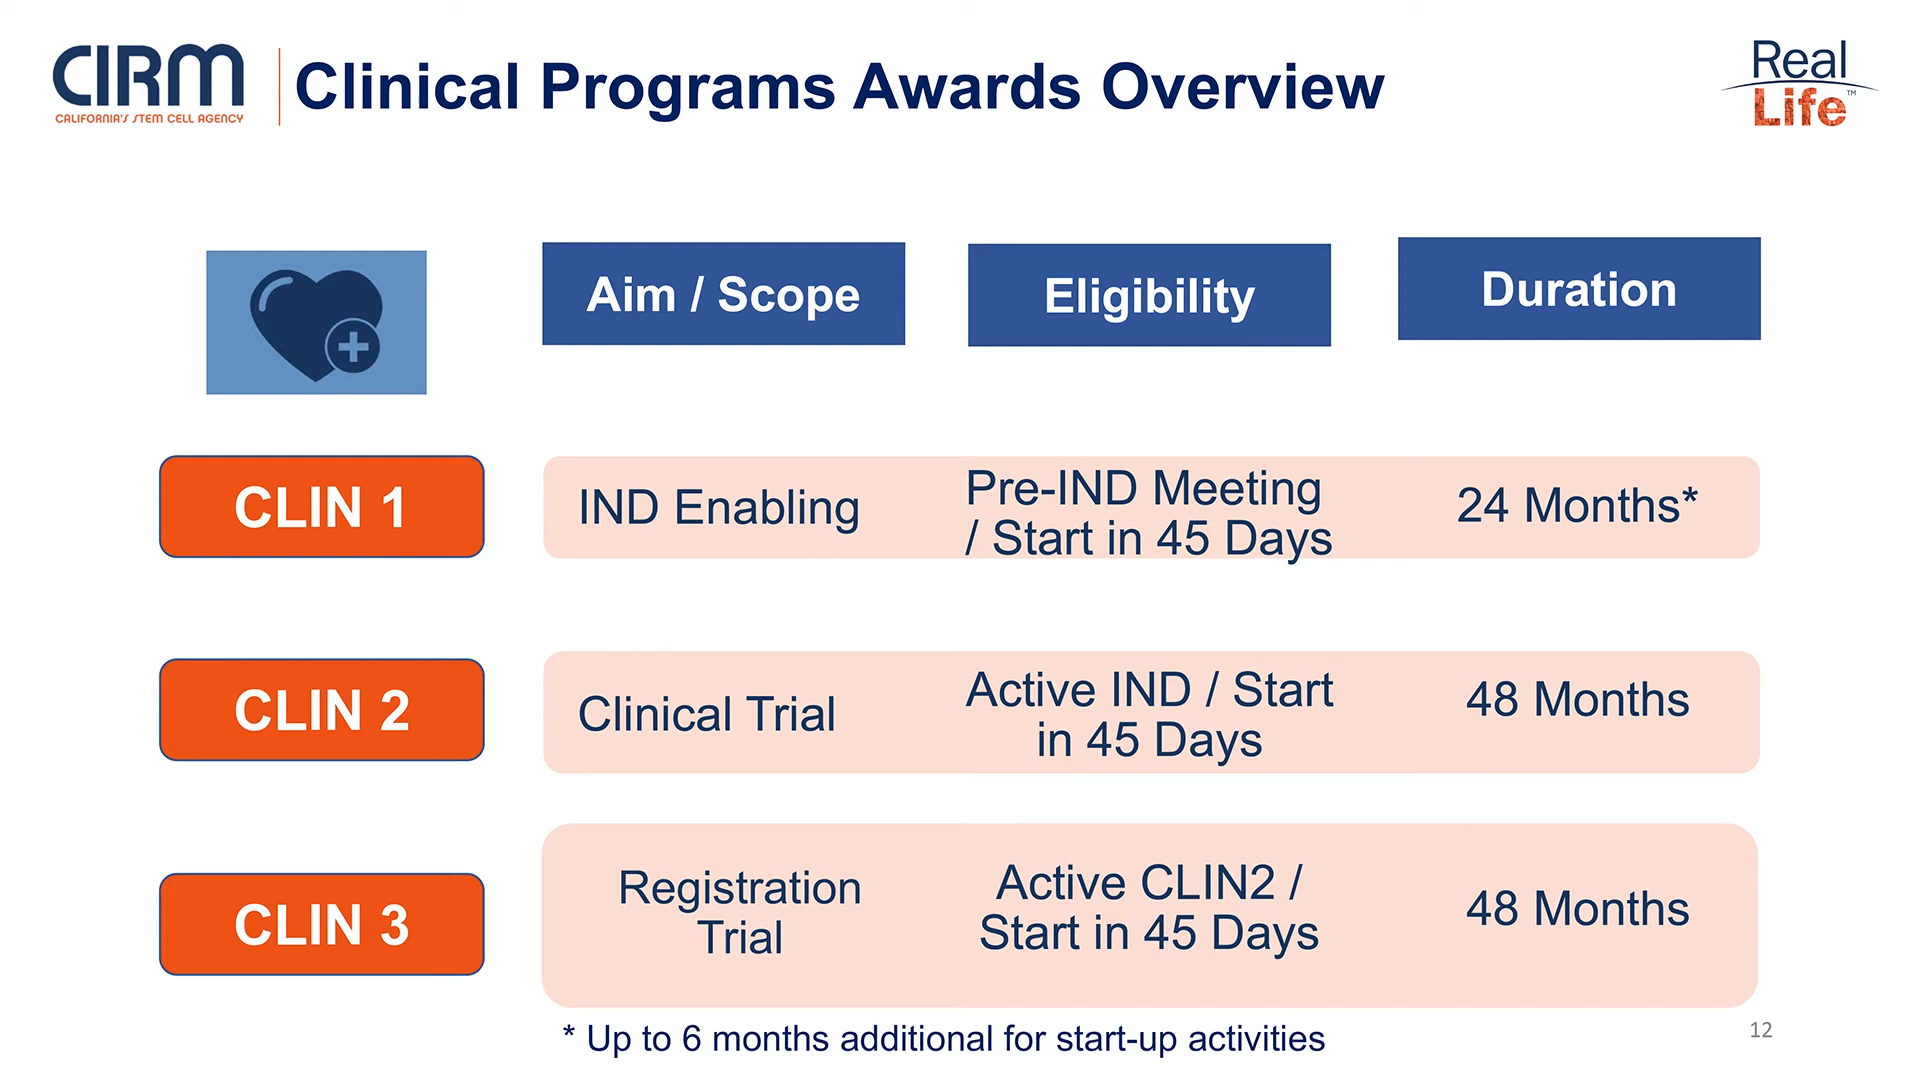 CIRM
CALIFORNIA'S STEM CELL AGENCY
Clinical Programs Awards Overview
Real
Life™
Aim / Scope
Eligibility
Duration
CLIN 1
IND Enabling
Pre-IND Meeting
/ Start in 45 Days
24 Months*
CLIN 2
Clinical Trial
Active IND / Start
in 45 Days
48 Months
CLIN 3
Registration
Trial
Active CLIN2 /
Start in 45 Days
48 Months
* Up to 6 months additional for start-up activities
12